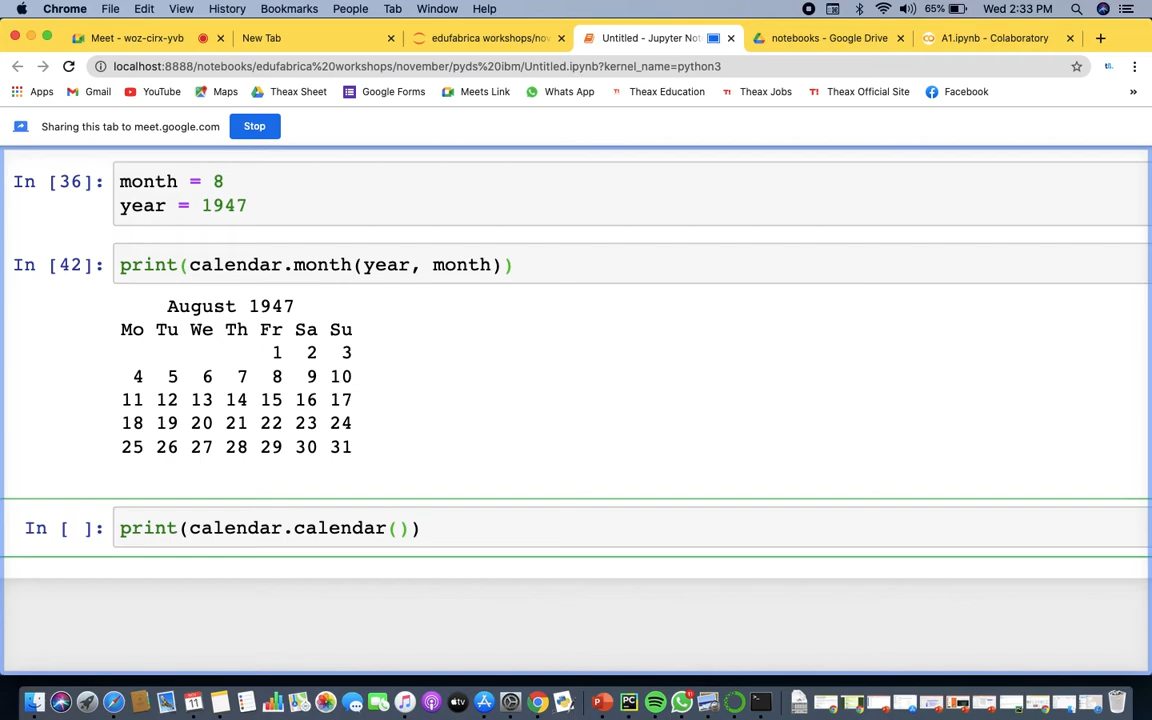 Chrome File Edit View History Bookmarks People Tab Window Help 65% Wed 2:33 PM
Meet - woz-cirx-yvb New Tab edufabrica workshops/nov Untitled - Jupyter Not notebooks - Google Drive A1.ipynb - Colaboratory
localhost:8888/notebooks/edufabrica%20workshops/november/pyds%20ibm/Untitled.ipynb?kernel_name=python3
Apps Gmail YouTube Maps Theax Sheet Google Forms Meets Link Whats App Theax Education Theax Jobs Theax Official Site Facebook »
Sharing this tab to meet.google.com Stop
In [36]: month = 8
year = 1947
In [42]: print(calendar.month(year, month))
August 1947
Mo Tu We Th Fr Sa Su
1 2 3
4 5 6 7 8 9 10
11 12 13 14 15 16 17
18 19 20 21 22 23 24
25 26 27 28 29 30 31
In [ ]: print(calendar.calendar())